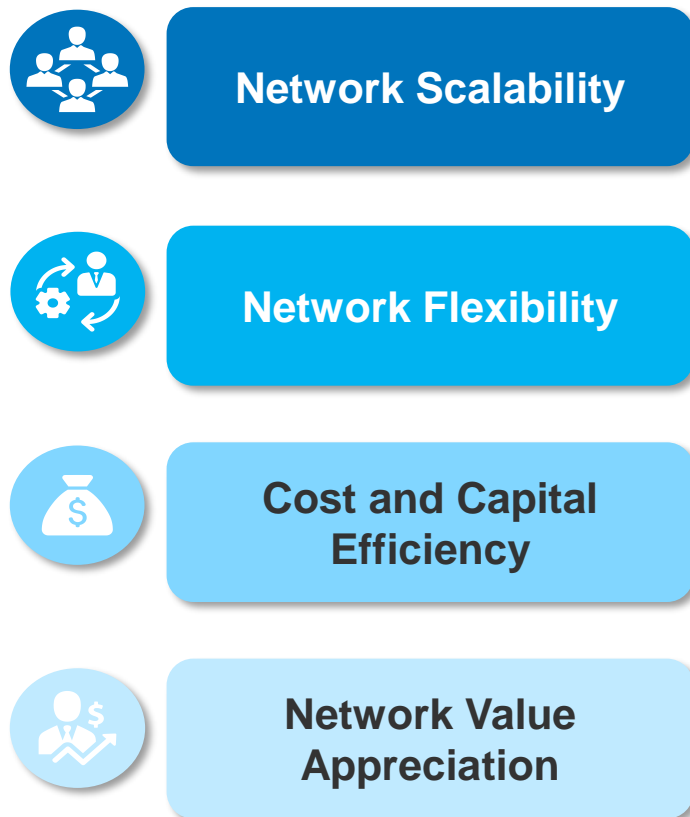 Network Scalability
Network Flexibility
$
Cost and Capital
Efficiency
$
Network Value
Appreciation